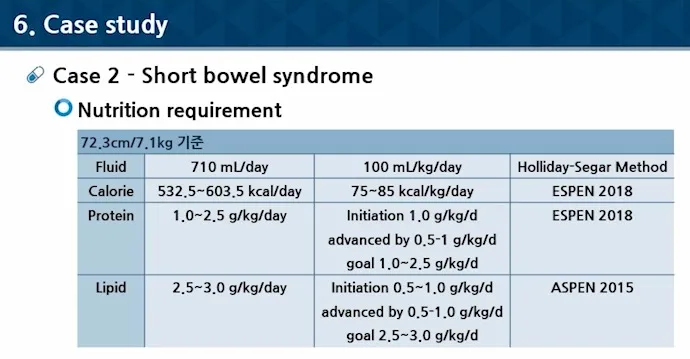 6. Case study
Case 2 - Short bowel syndrome
Nutrition requirement
72.3cm/7.1kg 기준
Fluid 710 mL/day 100 mL/kg/day Holliday-Segar Method
Calorie 532.5~603.5 kcal/day 75~85 kcal/kg/day ESPEN 2018
Protein 1.0~2.5 g/kg/day Initiation 1.0 g/kg/d ESPEN 2018
advanced by 0.5-1 g/kg/d
goal 1.0~2.5 g/kg/d
Lipid 2.5~3.0 g/kg/day Initiation 0.5~1.0 g/kg/d ASPEN 2015
advanced by 0.5-1.0 g/kg/d
goal 2.5~3.0 g/kg/d